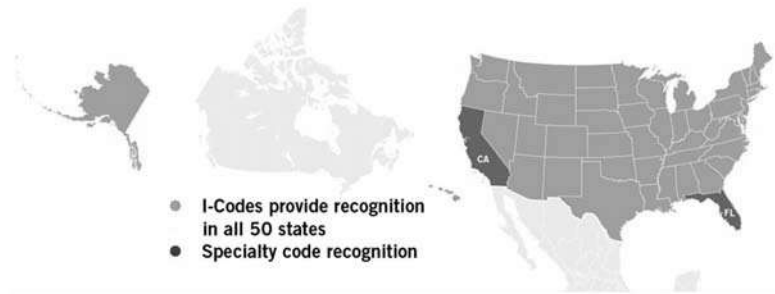 CA
FL
I-Codes provide recognition
in all 50 states
Specialty code recognition